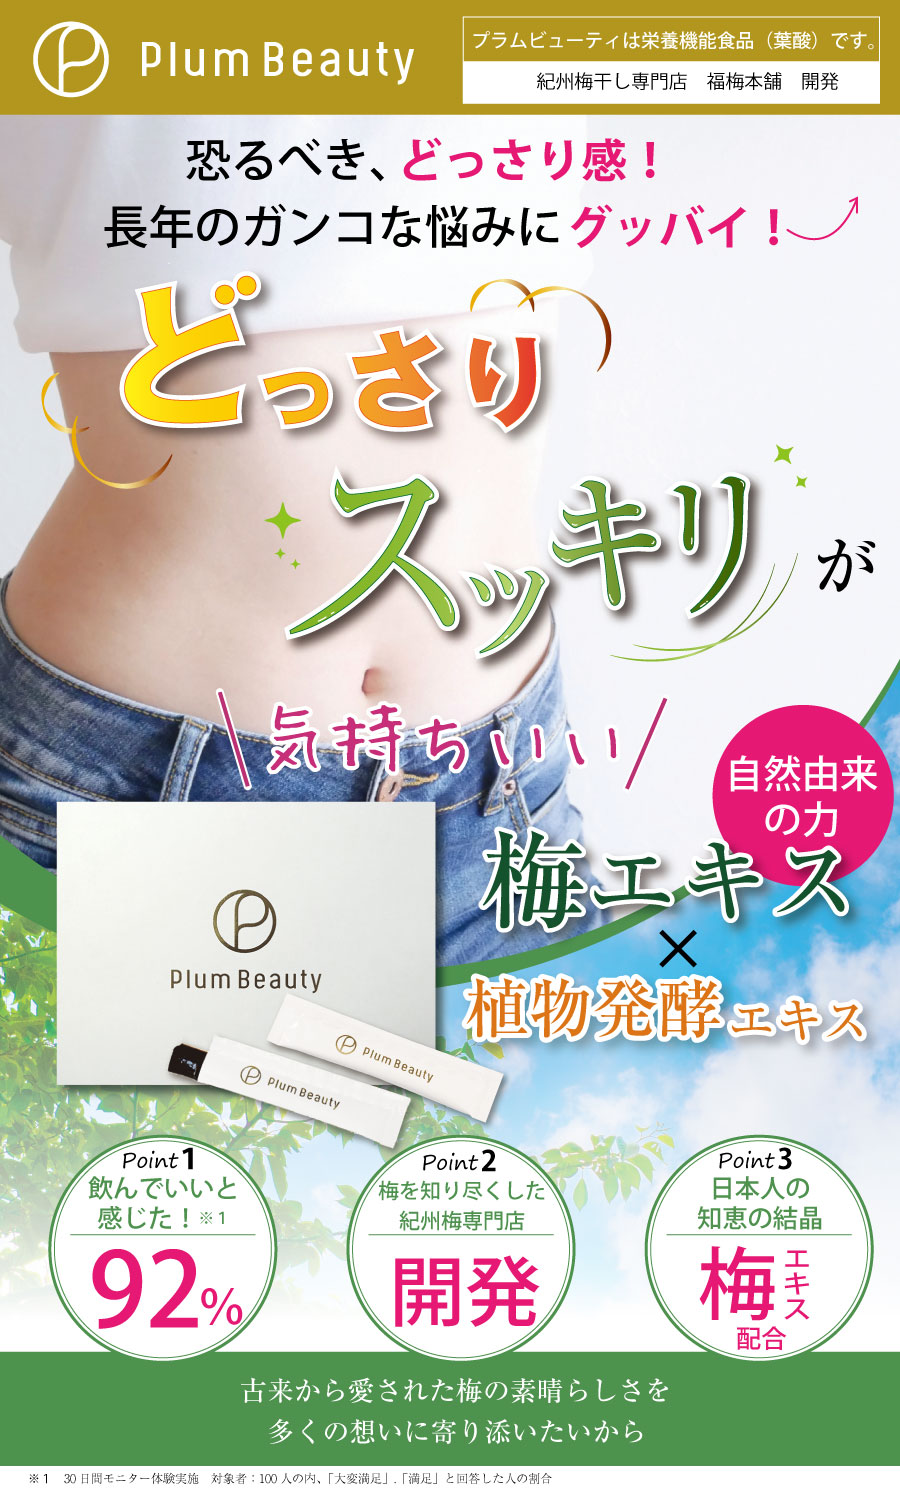 Plum Beauty
プラムビューティは栄養機能食品（葉酸）です。
紀州梅干し専門店　福梅本舗　開発
恐るべき、どっさり感！
長年のガンコな悩みにグッバイ！
どっさり
スッキリが
気持ちいい
自然由来
の力
梅エキス
×
植物発酵エキス
Plum Beauty
Plum Beauty
Plum Beauty
Point1
飲んでいいと
感じた！※1
92%
Point2
梅を知り尽くした
紀州梅専門店
開発
Point3
日本人の
知恵の結晶
梅エキス
配合
古来から愛された梅の素晴らしさを
多くの想いに寄り添いたいから
※1　30日間モニター体験実施　対象者：100人の内、「大変満足」．「満足」と回答した人の割合